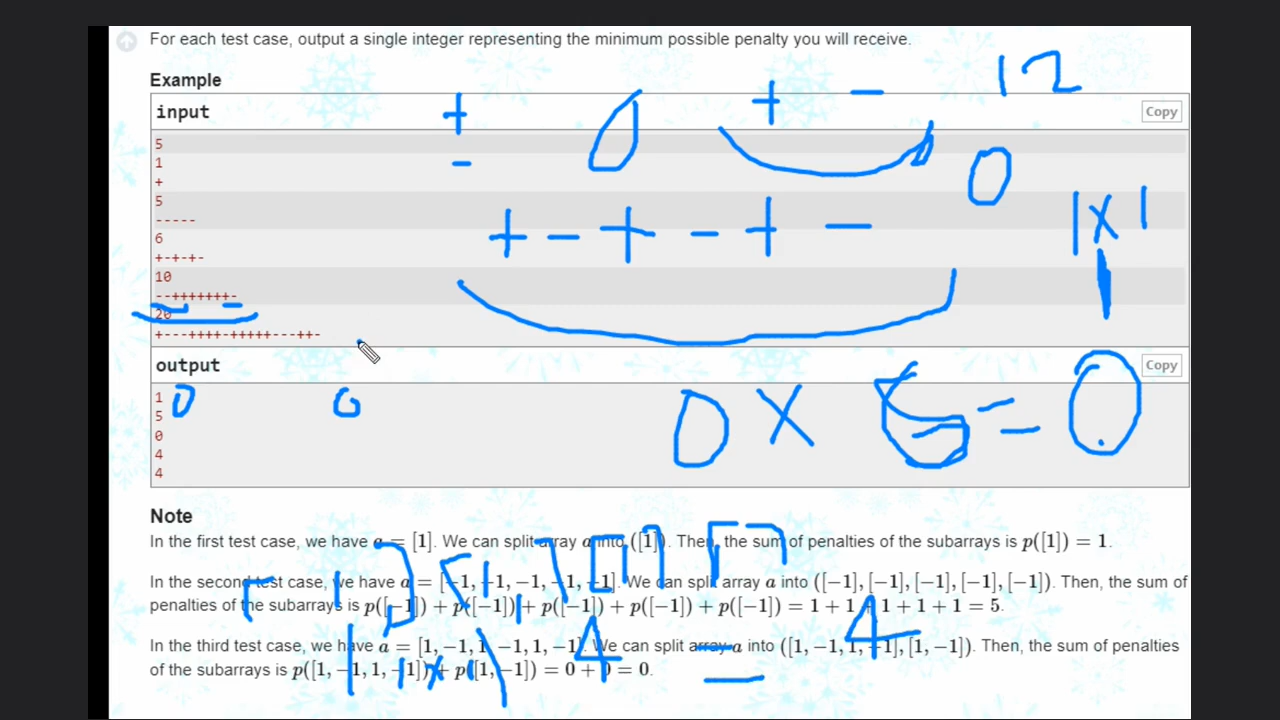 For each test case, output a single integer representing the minimum possible penalty you will receive.
Example
+ - 12
input
Copy
+ 0
5
1
-
0
+
5
1x1
-----
6
+ - + - + -
+-+-+-
10
--+++++++-
20
+---++++-+++++---++-
output
Copy
1
0 0
5
0 x 6 = 0
0
4
4
Note
In the first test case, we have a = [1]. We can split array a into ([1]). Then, the sum of penalties of the subarrays is p([1]) = 1.
In the second test case, we have a = [−1, −1, −1, −1, −1]. We can split array a into ([−1], [−1], [−1], [−1], [−1]). Then, the sum of
penalties of the subarrays is p([−1]) + p([−1]) + p([−1]) + p([−1]) + p([−1]) = 1 + 1 + 1 + 1 + 1 = 5.
4 4
In the third test case, we have a = [1, −1, 1, −1, 1, −1]. We can split array a into ([1, −1, 1, −1], [1, −1]). Then, the sum of penalties
of the subarrays is p([1, −1, 1, −1]) + p([1, −1]) = 0 + 0 = 0.